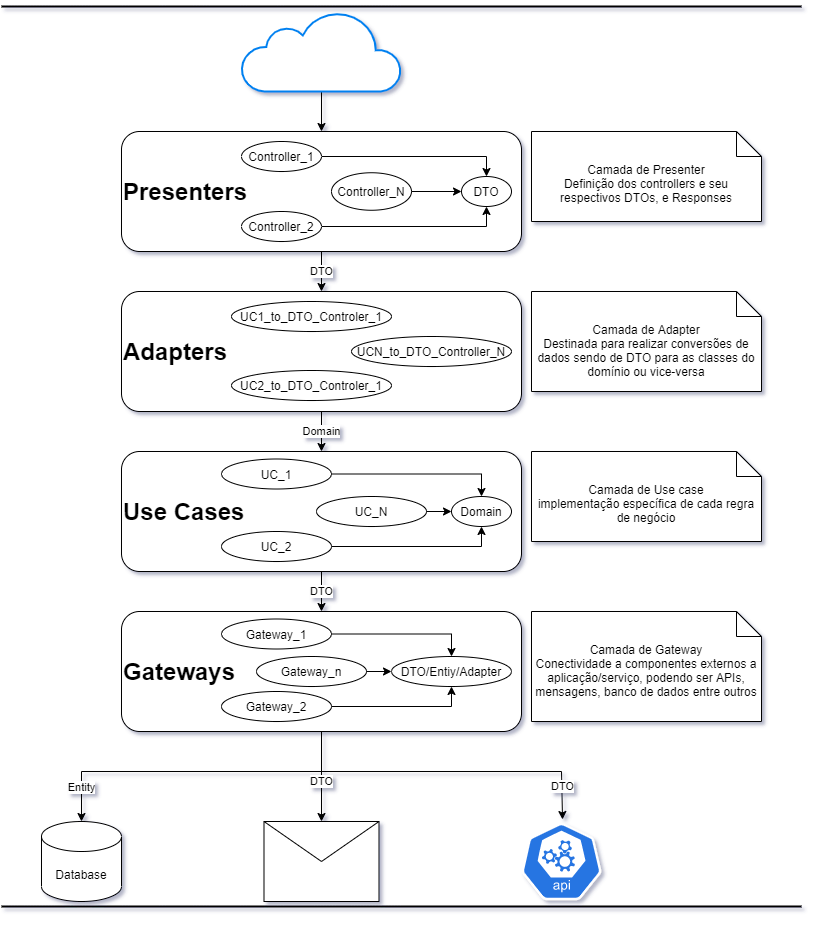 Controller_1
Presenters
Controller_N
DTO
Controller_2
Camada de Presenter
Definição dos controllers e seu
respectivos DTOs, e Responses
DTO
UC1_to_DTO_Controler_1
Adapters
UCN_to_DTO_Controller_N
UC2_to_DTO_Controler_1
Camada de Adapter
Destinada para realizar conversões de
dados sendo de DTO para as classes do
domínio ou vice-versa
Domain
UC_1
Use Cases
UC_N
Domain
UC_2
Camada de Use case
implementação específica de cada regra
de negócio
DTO
Gateway_1
Gateways
Gateway_n
DTO/Entiy/Adapter
Gateway_2
Camada de Gateway
Conectividade a componentes externos a
aplicação/serviço, podendo ser APIs,
mensagens, banco de dados entre outros
Entity
DTO
DTO
Database
api